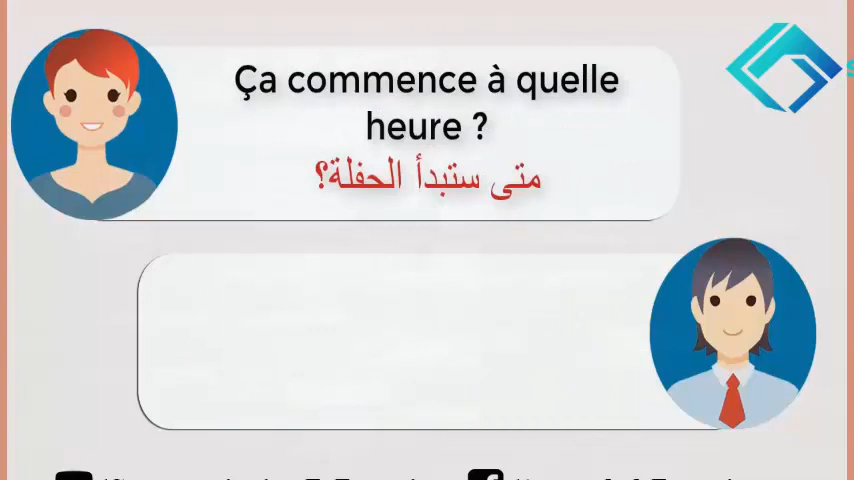 Ça commence à quelle
heure ?
متى ستبدأ الحفلة؟